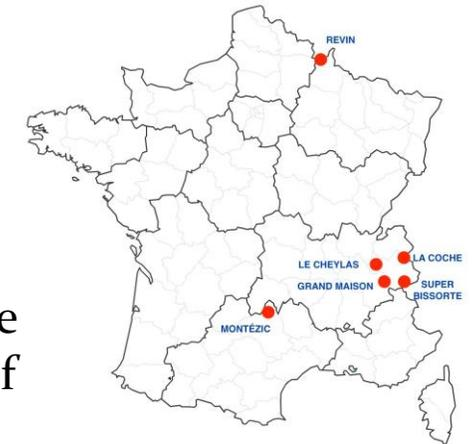 REVIN
LA COCHE
LE CHEYLAS
GRAND MAISON
SUPER
BISSORTE
MONTÉZIC